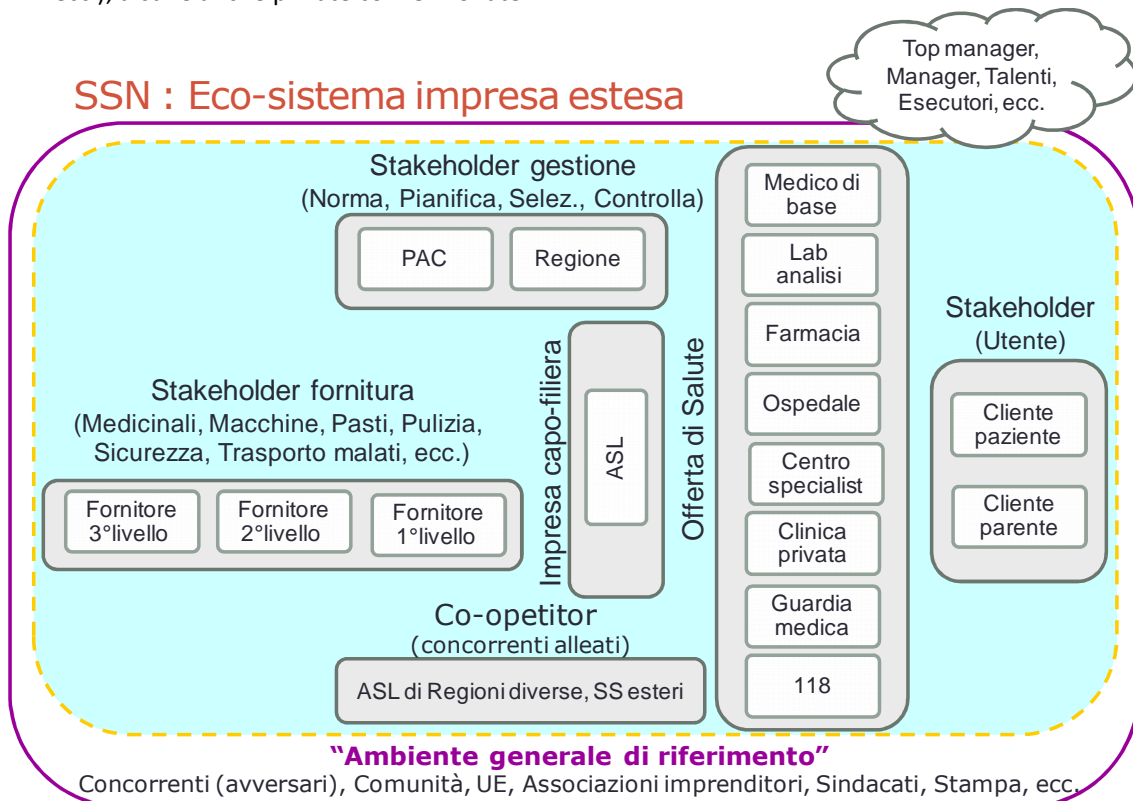 Top manager,
Manager, Talenti,
Esecutori, ecc.
SSN : Eco-sistema impresa estesa
Stakeholder gestione
(Norma, Pianifica, Selez., Controlla)
PAC
Regione
Medico di
base
Lab
analisi
Farmacia
Ospedale
Centro
specialist
Clinica
privata
Guardia
medica
118
Offerta di Salute
Stakeholder
(Utente)
Cliente
paziente
Cliente
parente
Impresa capo-filiera
ASL
Stakeholder fornitura
(Medicinali, Macchine, Pasti, Pulizia,
Sicurezza, Trasporto malati, ecc.)
Fornitore
3°livello
Fornitore
2°livello
Fornitore
1°livello
Co-opetitor
(concorrenti alleati)
ASL di Regioni diverse, SS esteri
“Ambiente generale di riferimento”
Concorrenti (avversari), Comunità, UE, Associazioni imprenditori, Sindacati, Stampa, ecc.